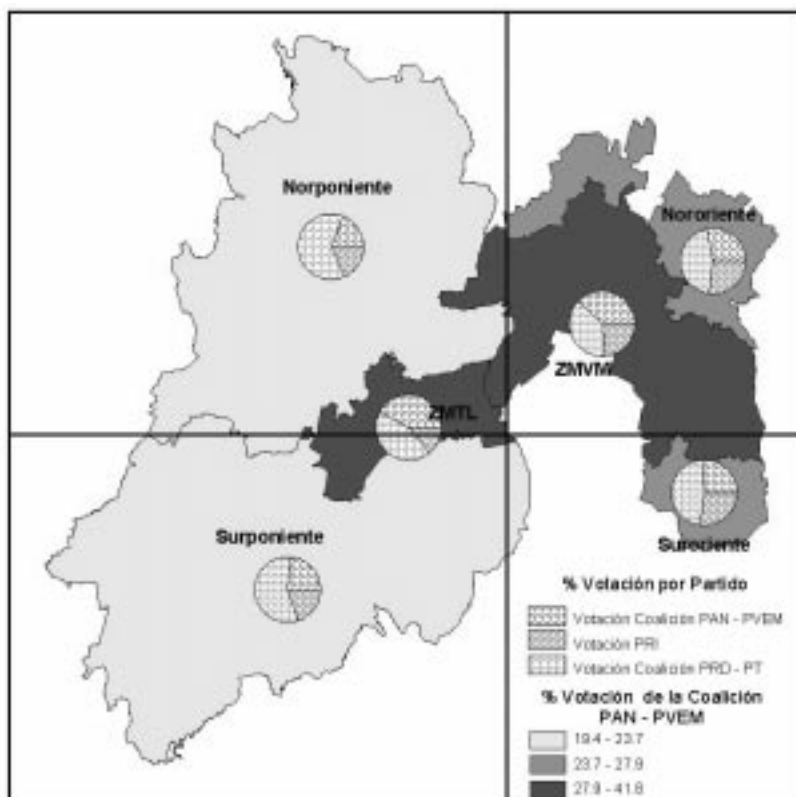 Norponiente
Nororiente
ZMVM
ZMTL
Surponiente
Suroriente
% Votación por Partido
Votación Coalición PAN - PVEM
Votación PRI
Votación Coalición PRD - PT
% Votación de la Coalición
PAN - PVEM
19.4 - 23.7
23.7 - 27.9
27.9 - 41.8